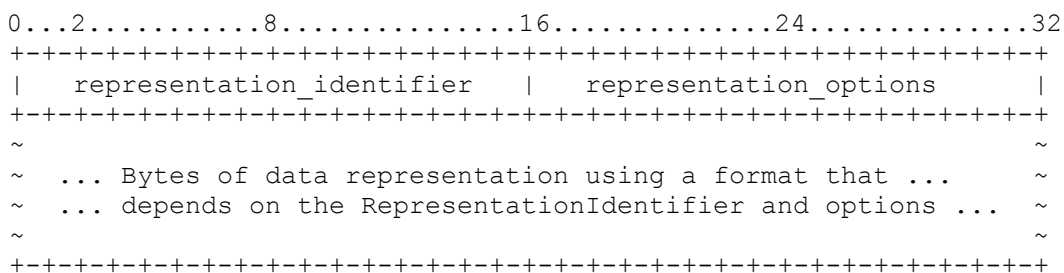 0...2...........8...............16..............24..............32
+-+-+-+-+-+-+-+-+-+-+-+-+-+-+-+-+-+-+-+-+-+-+-+-+-+-+-+-+-+-+-+-+
|   representation_identifier   |   representation_options      |
+-+-+-+-+-+-+-+-+-+-+-+-+-+-+-+-+-+-+-+-+-+-+-+-+-+-+-+-+-+-+-+-+
~                                                               ~
~  ... Bytes of data representation using a format that ...     ~
~  ... depends on the RepresentationIdentifier and options ...  ~
~                                                               ~
+-+-+-+-+-+-+-+-+-+-+-+-+-+-+-+-+-+-+-+-+-+-+-+-+-+-+-+-+-+-+-+-+